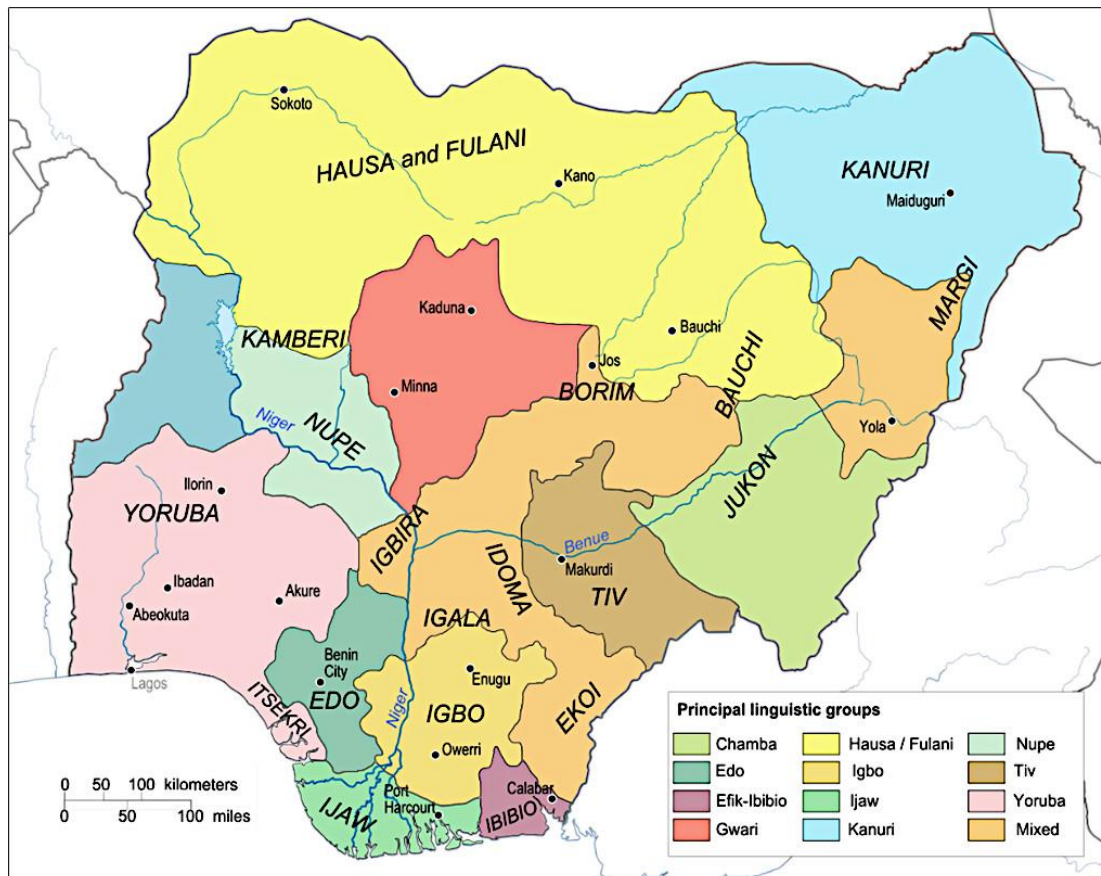 Sokoto
HAUSA and FULANI
Kano
KANURI
Maiduguri
MARGI
Kaduna
KAMBERI
Bauchi
BAUCHI
Jos
BORIM
Minna
Niger
NUPE
Yola
JUKON
Ilorin
YORUBA
IGBIRA
IDOMA
Benue
Makurdi
TIV
Ibadan
Akure
Abeokuta
IGALA
Lagos
Benin
City
EDO
Enugu
Niger
IGBO
EKOI
ITSEKRI
Owerri
Port
Harcourt
Calabar
IJAW
IBIBIO
Principal linguistic groups
Chamba
Edo
Efik-Ibibio
Gwari
Hausa / Fulani
Igbo
Ijaw
Kanuri
Nupe
Tiv
Yoruba
Mixed
0 50 100 kilometers
0 50 100 miles